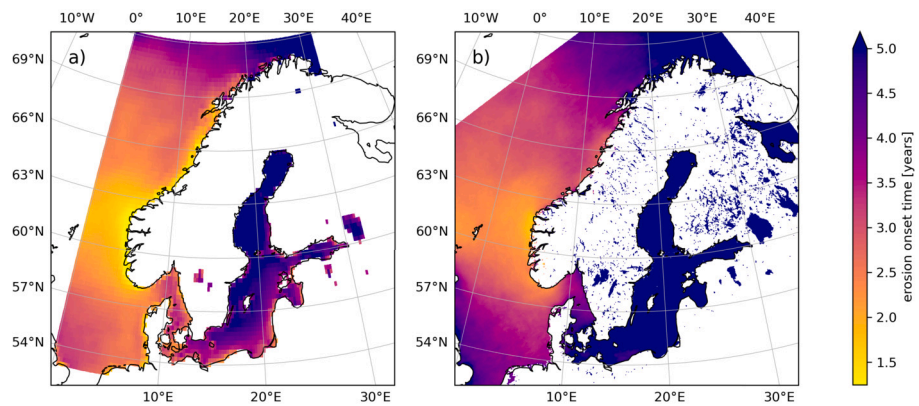 10°W 0° 10°E 20°E 30°E 40°E 10°W 0° 10°E 20°E 30°E 40°E
a) b)
69°N 69°N 5.0
66°N 66°N 4.5
63°N 63°N 4.0
60°N 60°N 3.5
57°N 57°N 3.0
54°N 54°N 2.5
2.0
1.5
10°E 20°E 30°E 10°E 20°E 30°E
erosion onset time [years]